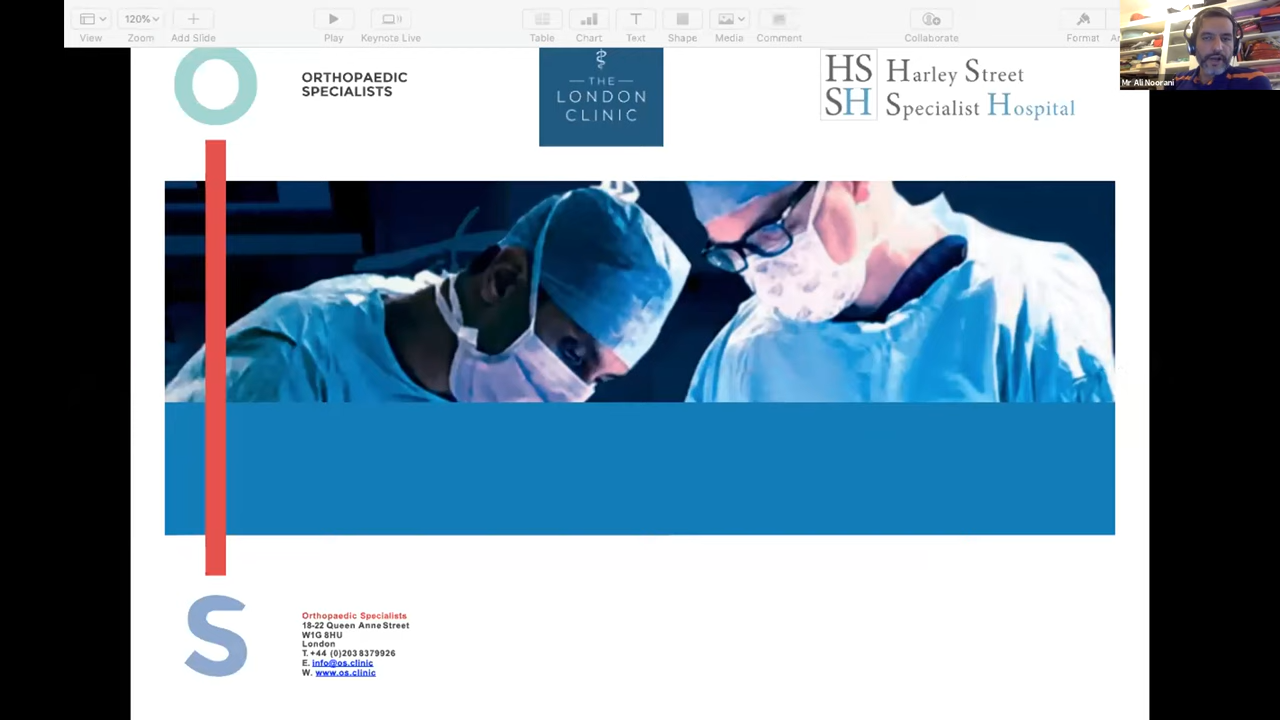 120%
View
Zoom
Add Slide
Play
Keynote Live
Table
Chart
Text
Shape
Media
Comment
Collaborate
Format
Mr Ali Noorani
ORTHOPAEDIC
SPECIALISTS
THE
LONDON
CLINIC
HS
SH
Harley Street
Specialist Hospital
S
Orthopaedic Specialists
18-22 Queen Anne Street
W1G 8HU
London
T. +44 (0)203 8379926
E. info@os.clinic
W. www.os.clinic